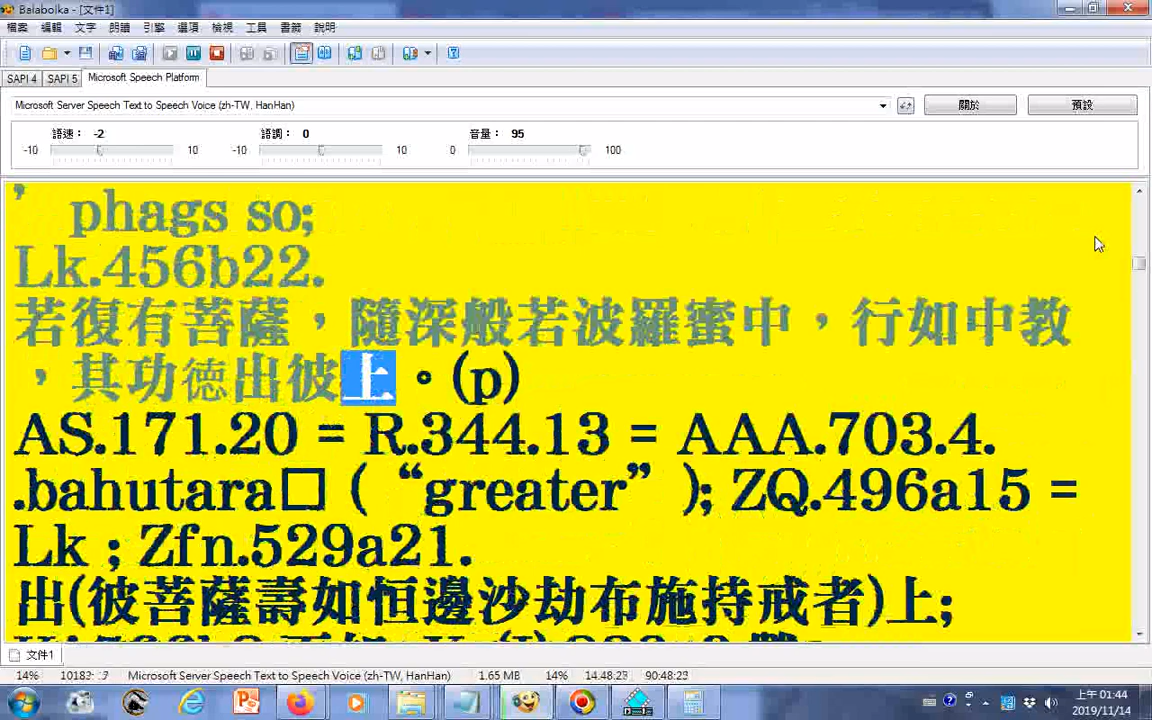 Balabolka - [文件1]
檔案 編輯 文字 朗讀 引擎 選項 檢視 工具 書籤 說明
SAPI 4 SAPI 5 Microsoft Speech Platform
Microsoft Server Speech Text to Speech Voice (zh-TW, HanHan) 關於 預設
語速： -2 語調： 0 音量： 95
-10 10 -10 10 0 100
’ phags so;
Lk.456b22.
若復有菩薩，隨深般若波羅蜜中，行如中教
，其功德出彼上。(p)
AS.171.20 = R.344.13 = AAA.703.4.
.bahutara□（“greater”); ZQ.496a15 =
Lk ; Zfn.529a21.
出(彼菩薩壽如恒邊沙劫布施持戒者)上;
文件1
14% Microsoft Server Speech Text to Speech Voice (zh-TW, HanHan) 1.65 MB 14% 14:48:23 90:48:23
上午 01:44
2019/11/14